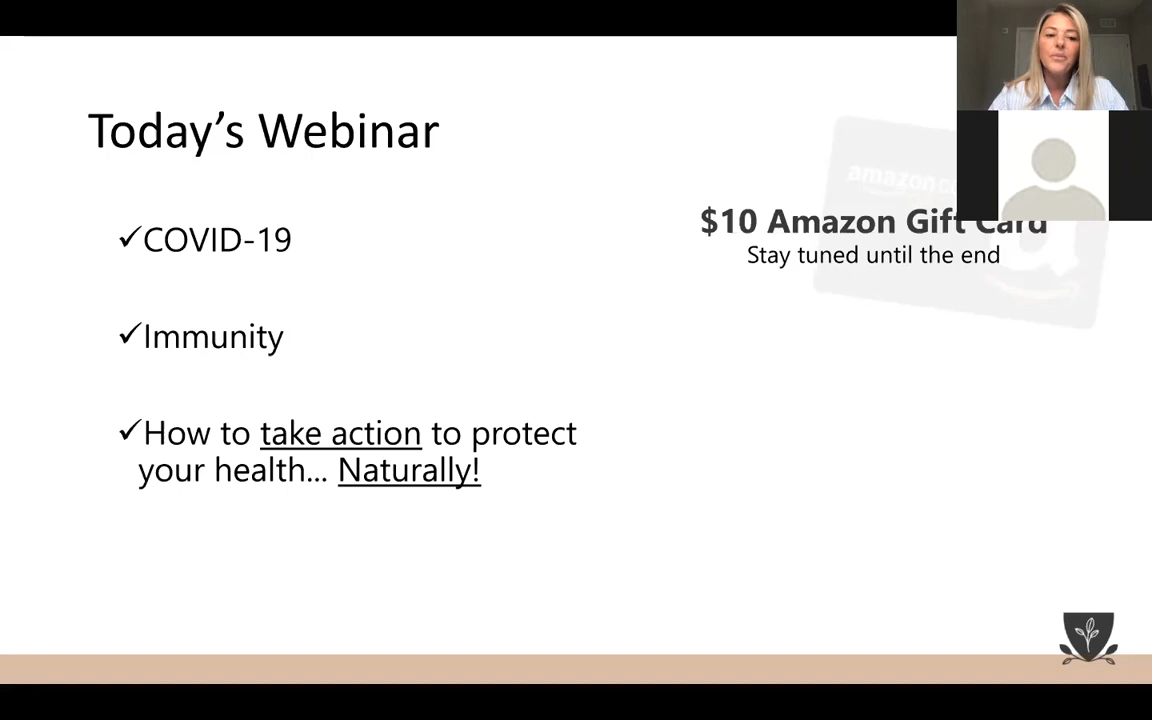 Today's Webinar
✓COVID-19
✓Immunity
✓How to take action to protect
your health... Naturally!
amazon
$10 Amazon Gift Card
Stay tuned until the end